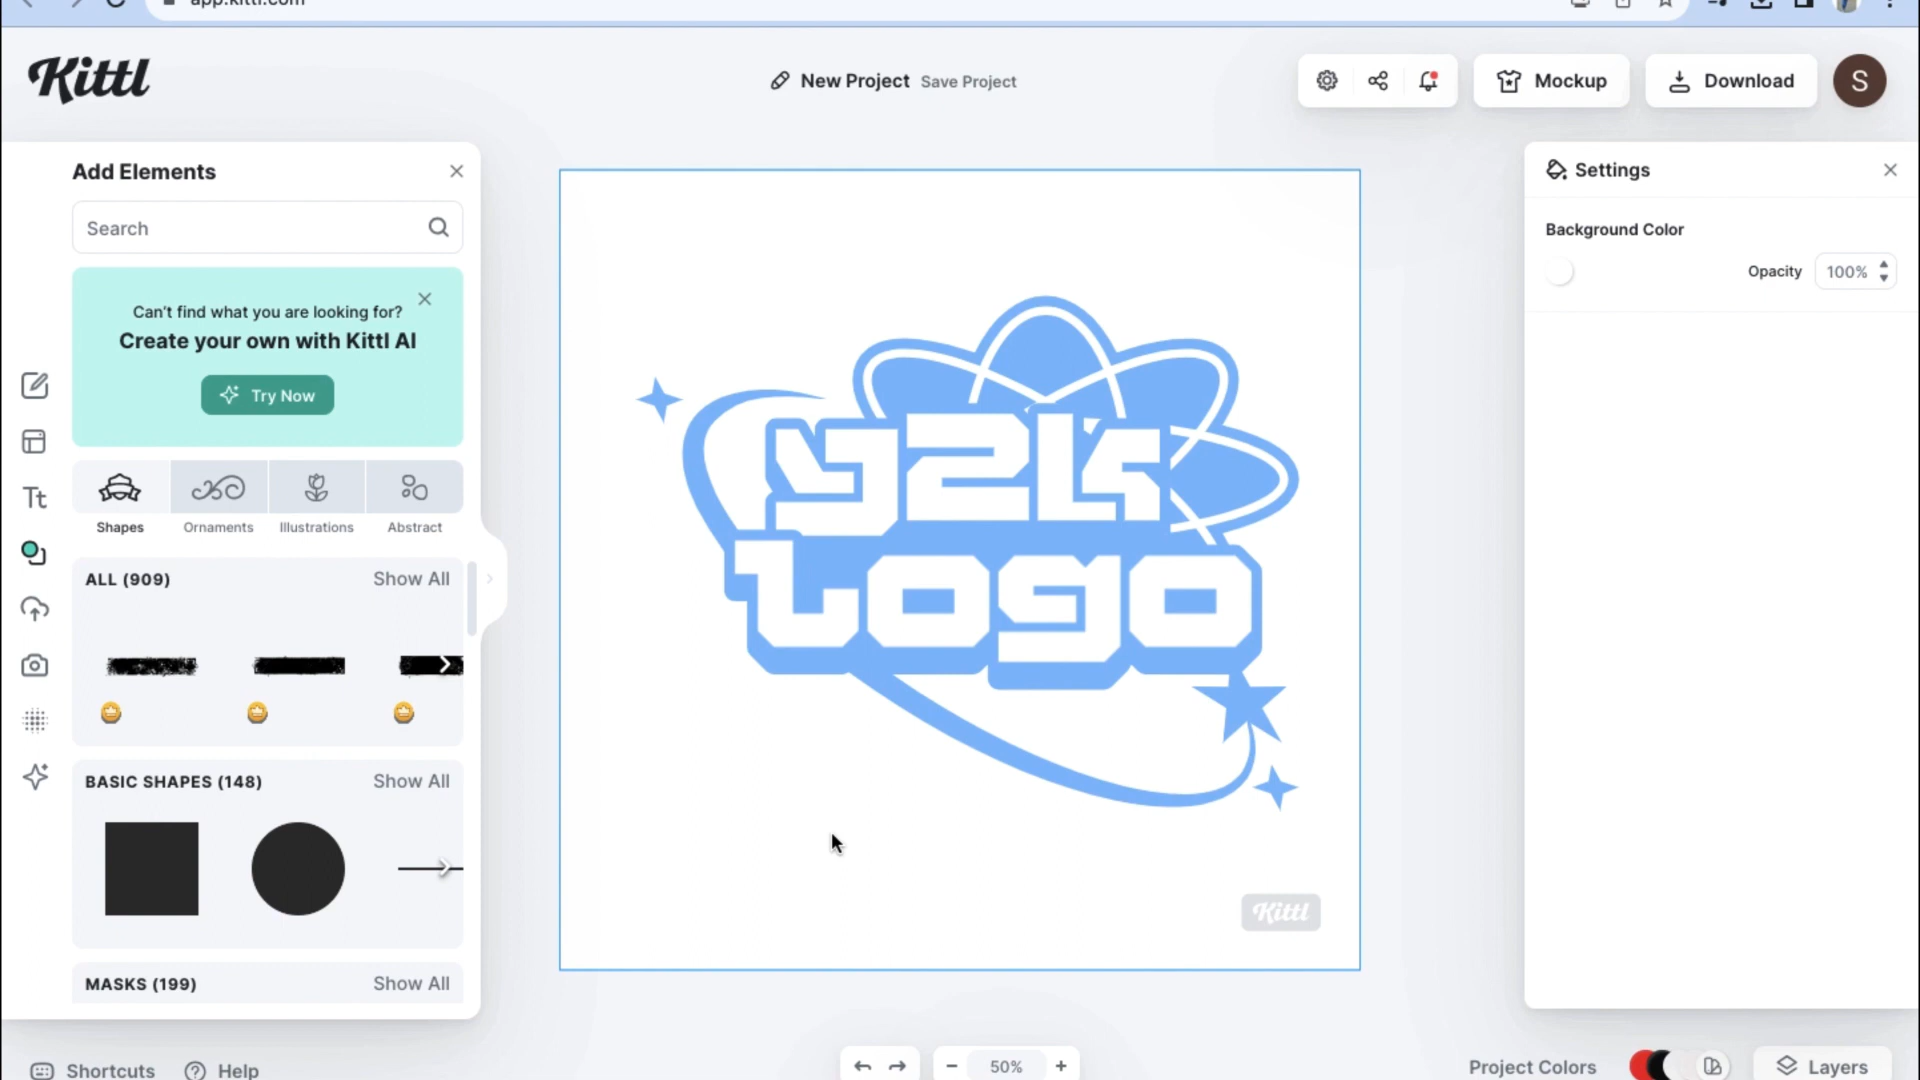 app.kittl.com
Kittl
New Project Save Project
Mockup
Download
S
Add Elements
Search
Can't find what you are looking for?
Create your own with Kittl AI
Try Now
Tt
Shapes
Ornaments
Illustrations
Abstract
ALL (909)
Show All
BASIC SHAPES (148)
Show All
MASKS (199)
Show All
y2k
logo
Kittl
Settings
Background Color
Opacity
100%
Shortcuts
Help
50%
Project Colors
Layers